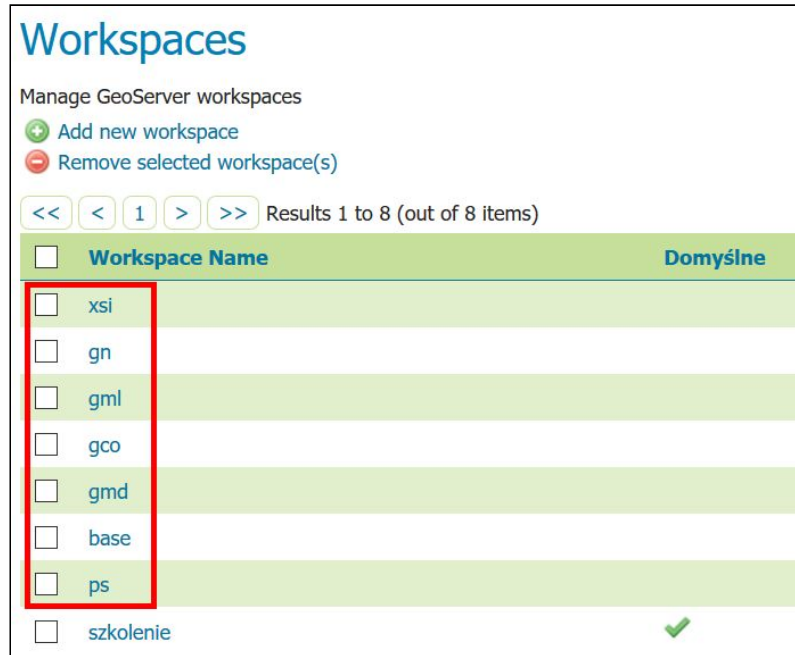 Workspaces
Manage GeoServer workspaces
Add new workspace
Remove selected workspace(s)
<< < 1 > >> Results 1 to 8 (out of 8 items)
Workspace Name Domyślne
xsi
gn
gml
gco
gmd
base
ps
szkolenie